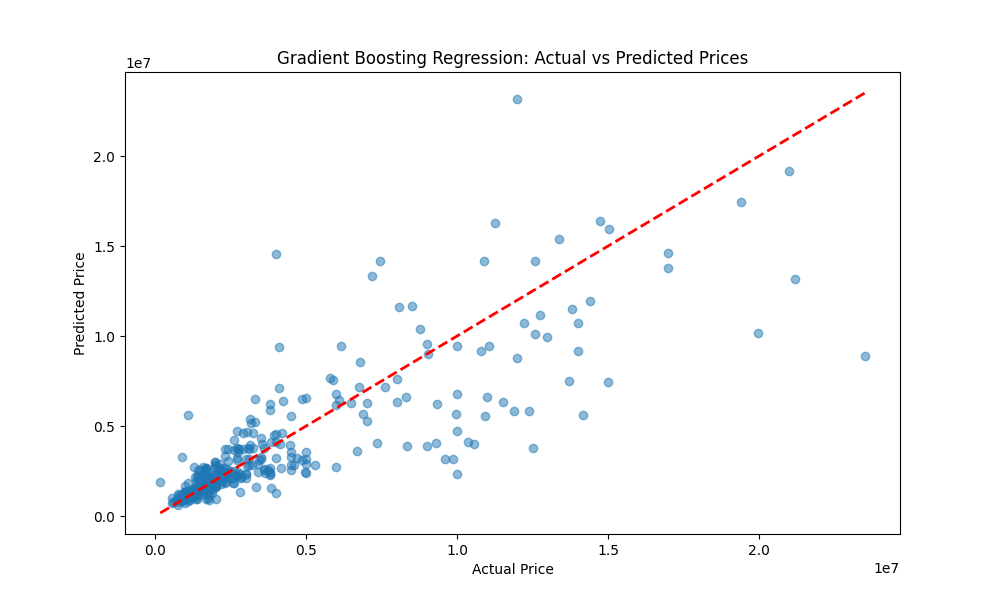 Gradient Boosting Regression: Actual vs Predicted Prices
1e7
2.0
1.5
1.0
0.5
0.0
Predicted Price
0.0 0.5 1.0 1.5 2.0
Actual Price
1e7